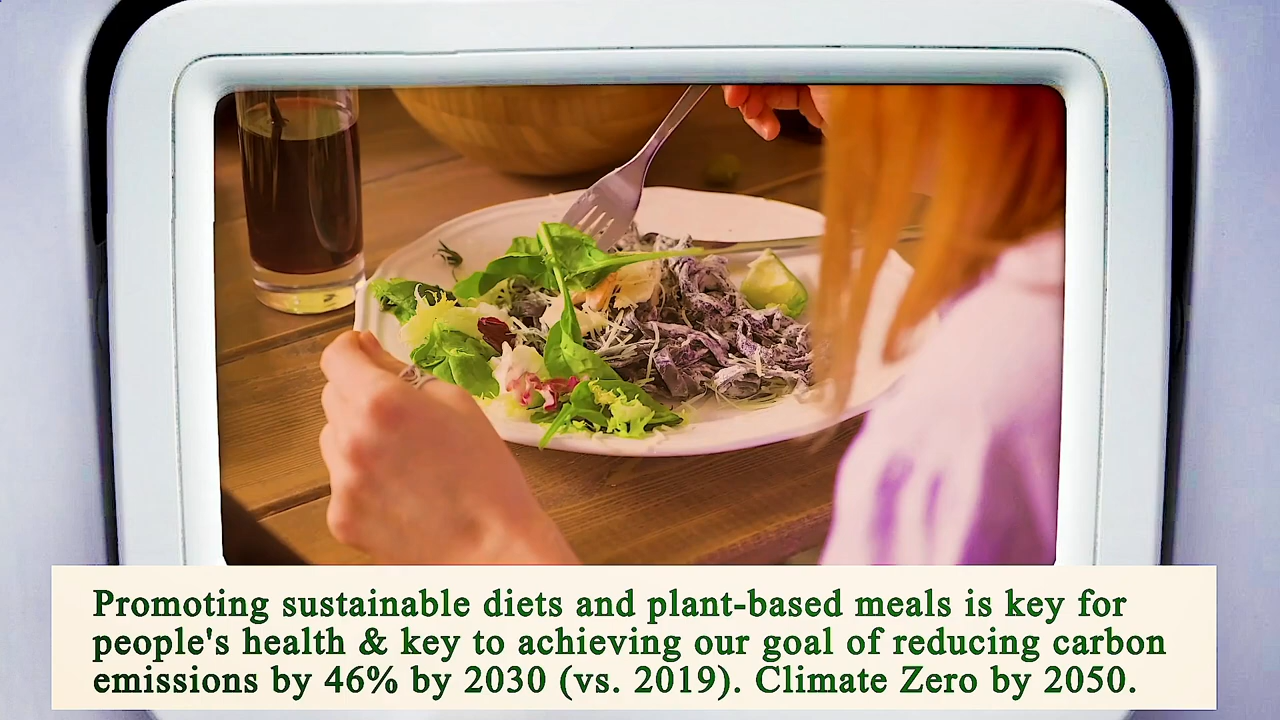 Promoting sustainable diets and plant-based meals is key for
people's health & key to achieving our goal of reducing carbon
emissions by 46% by 2030 (vs. 2019). Climate Zero by 2050.